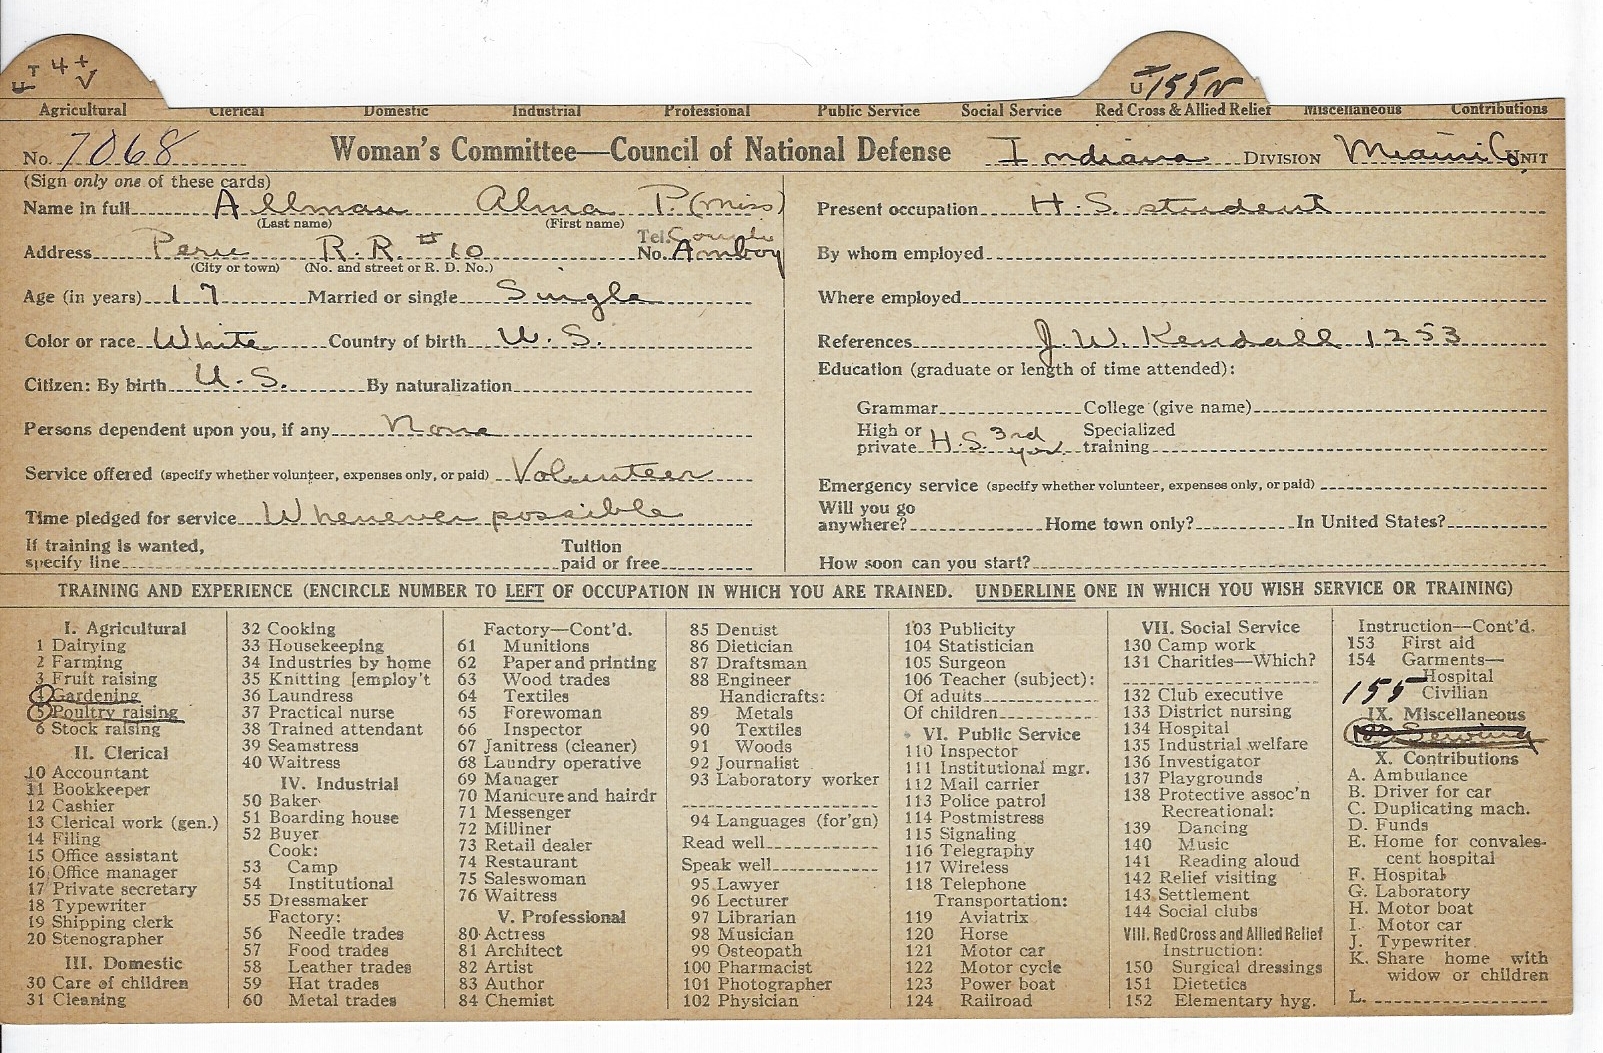 T 4 + V
U T 155 V
Agricultural Clerical Domestic Industrial Professional Public Service Social Service Red Cross & Allied Relief Miscellaneous Contributions
No. 7068 Woman's Committee—Council of National Defense Indiana DIVISION Miami Co. UNIT
(Sign only one of these cards)
Name in full Allman Alma P. (Miss)
(Last name) (First name)
Address Peru R.R. #10 Tel. No. Amboy
(City or town) (No. and street or R. D. No.)
Age (in years) 17 Married or single Single
Color or race White Country of birth U.S.
Citizen: By birth U.S. By naturalization
Persons dependent upon you, if any None
Service offered (specify whether volunteer, expenses only, or paid) Volunteer
Time pledged for service Whenever possible
If training is wanted, specify line Tuition paid or free
Present occupation H.S. student
By whom employed
Where employed
References J. W. Kendall 1253
Education (graduate or length of time attended):
Grammar College (give name)
High or private H.S. 3rd yr. Specialized training
Emergency service (specify whether volunteer, expenses only, or paid)
Will you go anywhere? Home town only? In United States?
How soon can you start?
TRAINING AND EXPERIENCE (ENCIRCLE NUMBER TO LEFT OF OCCUPATION IN WHICH YOU ARE TRAINED. UNDERLINE ONE IN WHICH YOU WISH SERVICE OR TRAINING)
I. Agricultural
1 Dairying
2 Farming
3 Fruit raising
4 Gardening
5 Poultry raising
6 Stock raising
II. Clerical
10 Accountant
11 Bookkeeper
12 Cashier
13 Clerical work (gen.)
14 Filing
15 Office assistant
16 Office manager
17 Private secretary
18 Typewriter
19 Shipping clerk
20 Stenographer
III. Domestic
30 Care of children
31 Cleaning
32 Cooking
33 Housekeeping
34 Industries by home
35 Knitting [employ't
36 Laundress
37 Practical nurse
38 Trained attendant
39 Seamstress
40 Waitress
IV. Industrial
50 Baker
51 Boarding house
52 Buyer
Cook:
53 Camp
54 Institutional
55 Dressmaker
Factory:
56 Needle trades
57 Food trades
58 Leather trades
59 Hat trades
60 Metal trades
Factory—Cont'd.
61 Munitions
62 Paper and printing
63 Wood trades
64 Textiles
65 Forewoman
66 Inspector
67 Janitress (cleaner)
68 Laundry operative
69 Manager
70 Manicure and hairdr
71 Messenger
72 Milliner
73 Retail dealer
74 Restaurant
75 Saleswoman
76 Waitress
V. Professional
80 Actress
81 Architect
82 Artist
83 Author
84 Chemist
85 Dentist
86 Dietician
87 Draftsman
88 Engineer
Handicrafts:
89 Metals
90 Textiles
91 Woods
92 Journalist
93 Laboratory worker
94 Languages (for'gn)
Read well
Speak well
95 Lawyer
96 Lecturer
97 Librarian
98 Musician
99 Osteopath
100 Pharmacist
101 Photographer
102 Physician
103 Publicity
104 Statistician
105 Surgeon
106 Teacher (subject):
Of adults
Of children
VI. Public Service
110 Inspector
111 Institutional mgr.
112 Mail carrier
113 Police patrol
114 Postmistress
115 Signaling
116 Telegraphy
117 Wireless
118 Telephone
Transportation:
119 Aviatrix
120 Horse
121 Motor car
122 Motor cycle
123 Power boat
124 Railroad
VII. Social Service
130 Camp work
131 Charities—Which?
132 Club executive
133 District nursing
134 Hospital
135 Industrial welfare
136 Investigator
137 Playgrounds
138 Protective assoc'n
Recreational:
139 Dancing
140 Music
141 Reading aloud
142 Relief visiting
143 Settlement
144 Social clubs
VIII. Red Cross and Allied Relief
Instruction:
150 Surgical dressings
151 Dietetics
152 Elementary hyg.
Instruction—Cont'd.
153 First aid
154 Garments—
Hospital
155 Civilian
IX. Miscellaneous
Sewing
X. Contributions
A. Ambulance
B. Driver for car
C. Duplicating mach.
D. Funds
E. Home for convales-
cent hospital
F. Hospital
G. Laboratory
H. Motor boat
I. Motor car
J. Typewriter
K. Share home with
widow or children
L.